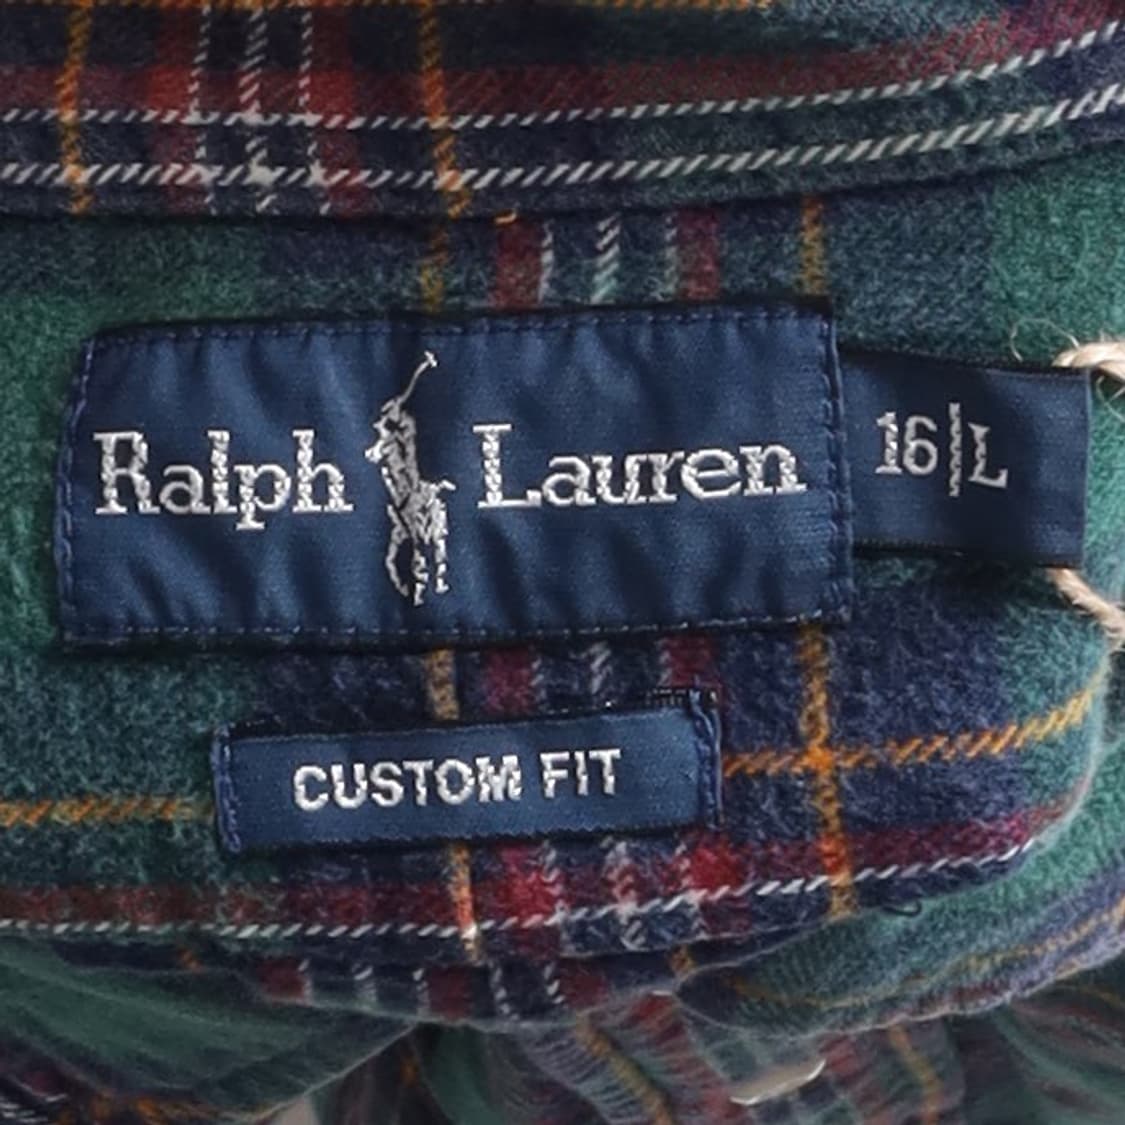 Ralph Lauren
16|L
CUSTOM FIT